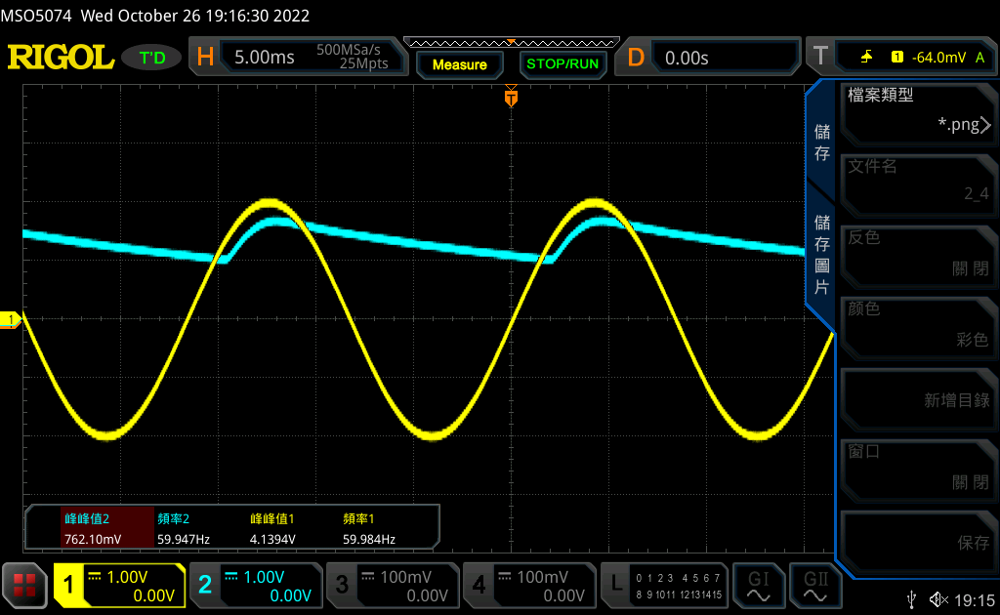 MSO5074 Wed October 26 19:16:30 2022
RIGOL T'D H 5.00ms 500MSa/s 25Mpts Measure STOP/RUN D 0.00s T 1 -64.0mV A
T
儲存
儲存圖片
檔案類型
*.png
文件名
2_4
反色
關 閉
颜色
彩色
新增目錄
窗口
關 閉
保存
1
峰峰值2 頻率2 峰峰值1 頻率1
762.10mV 59.947Hz 4.1394V 59.984Hz
1 1.00V 0.00V
2 1.00V 0.00V
3 100mV 0.00V
4 100mV 0.00V
L 0 1 2 3 4 5 6 7
8 9 10 11 12 13 14 15
GI
GII
19:15